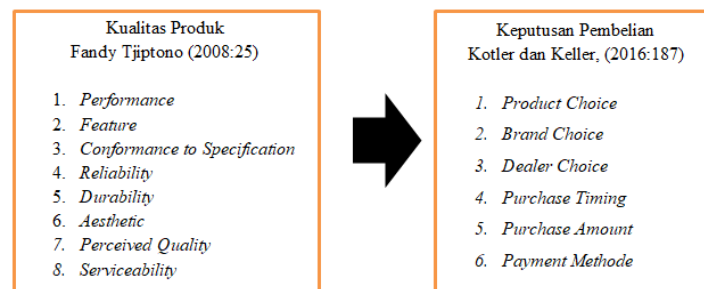 Kualitas Produk
Fandy Tjiptono (2008:25)
1. Performance
2. Feature
3. Conformance to Specification
4. Reliability
5. Durability
6. Aesthetic
7. Perceived Quality
8. Serviceability
Keputusan Pembelian
Kotler dan Keller, (2016:187)
1. Product Choice
2. Brand Choice
3. Dealer Choice
4. Purchase Timing
5. Purchase Amount
6. Payment Methode